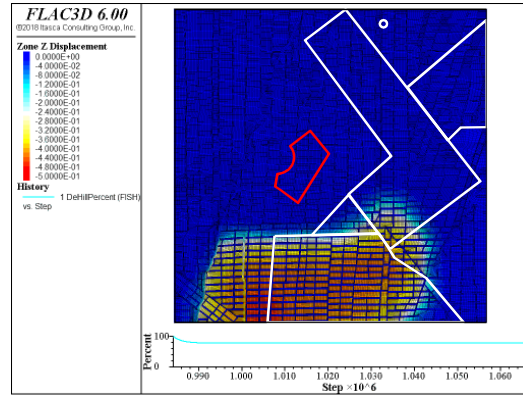 FLAC3D 6.00
©2018 Itasca Consulting Group, Inc.
Zone Z Displacement
0.0000E+00
-4.0000E-02
-8.0000E-02
-1.2000E-01
-1.6000E-01
-2.0000E-01
-2.4000E-01
-2.8000E-01
-3.2000E-01
-3.6000E-01
-4.0000E-01
-4.4000E-01
-4.8000E-01
-5.0000E-01
History
1 DeHillPercent (FISH)
vs. Step
Percent
100
0
0.990 1.000 1.010 1.020 1.030 1.040 1.050 1.060
Step ×10^6